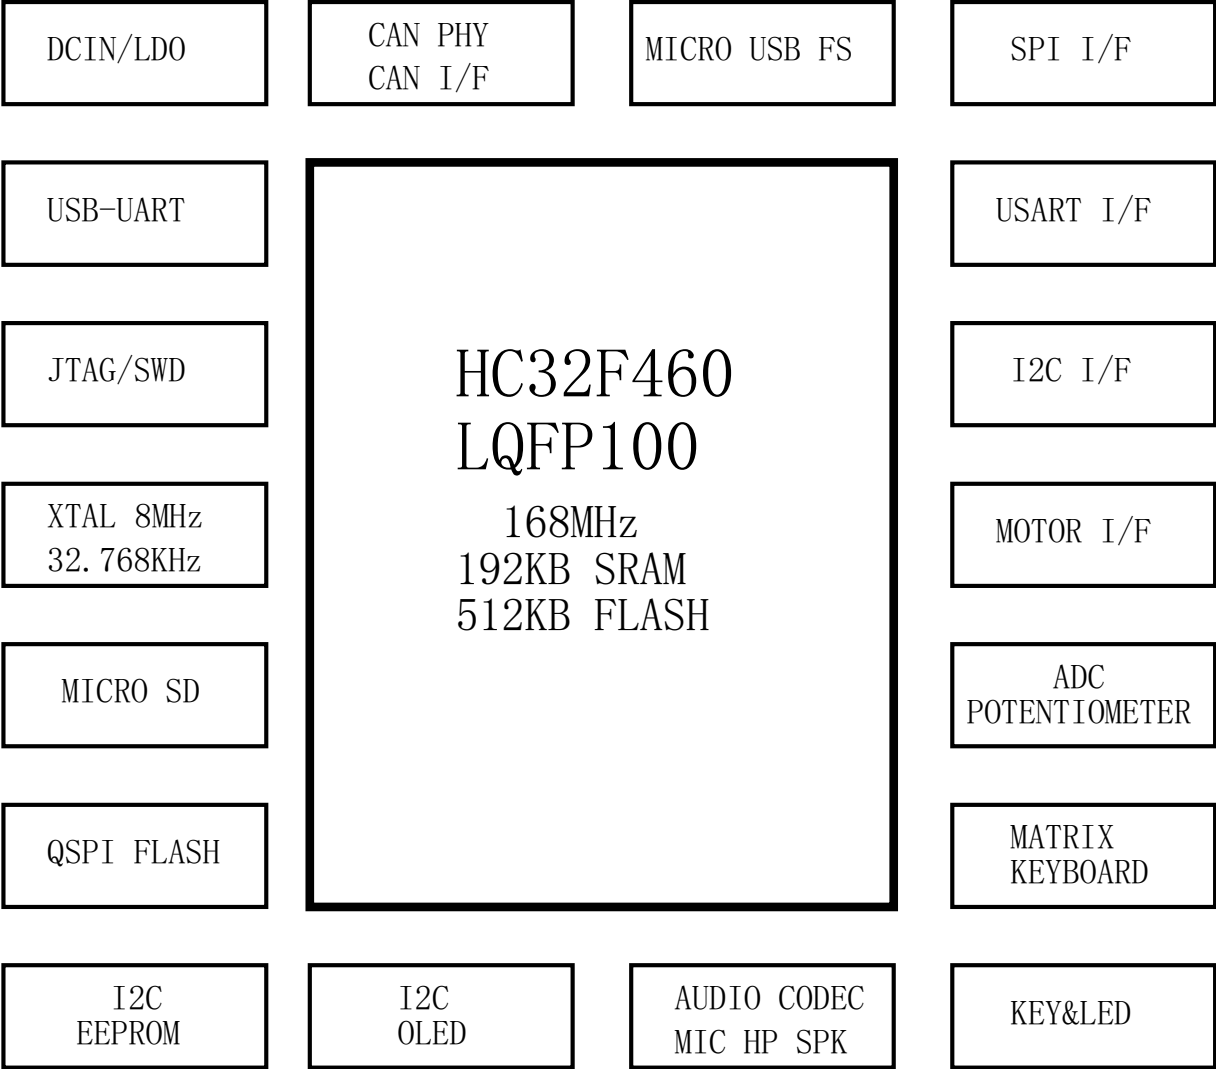 DCIN/LDO
CAN PHY
CAN I/F
MICRO USB FS
SPI I/F
USB-UART
USART I/F
JTAG/SWD
I2C I/F
HC32F460
LQFP100
168MHz
192KB SRAM
512KB FLASH
XTAL 8MHz
32.768KHz
MOTOR I/F
MICRO SD
ADC
POTENTIOMETER
QSPI FLASH
MATRIX
KEYBOARD
I2C
EEPROM
I2C
OLED
AUDIO CODEC
MIC HP SPK
KEY&LED